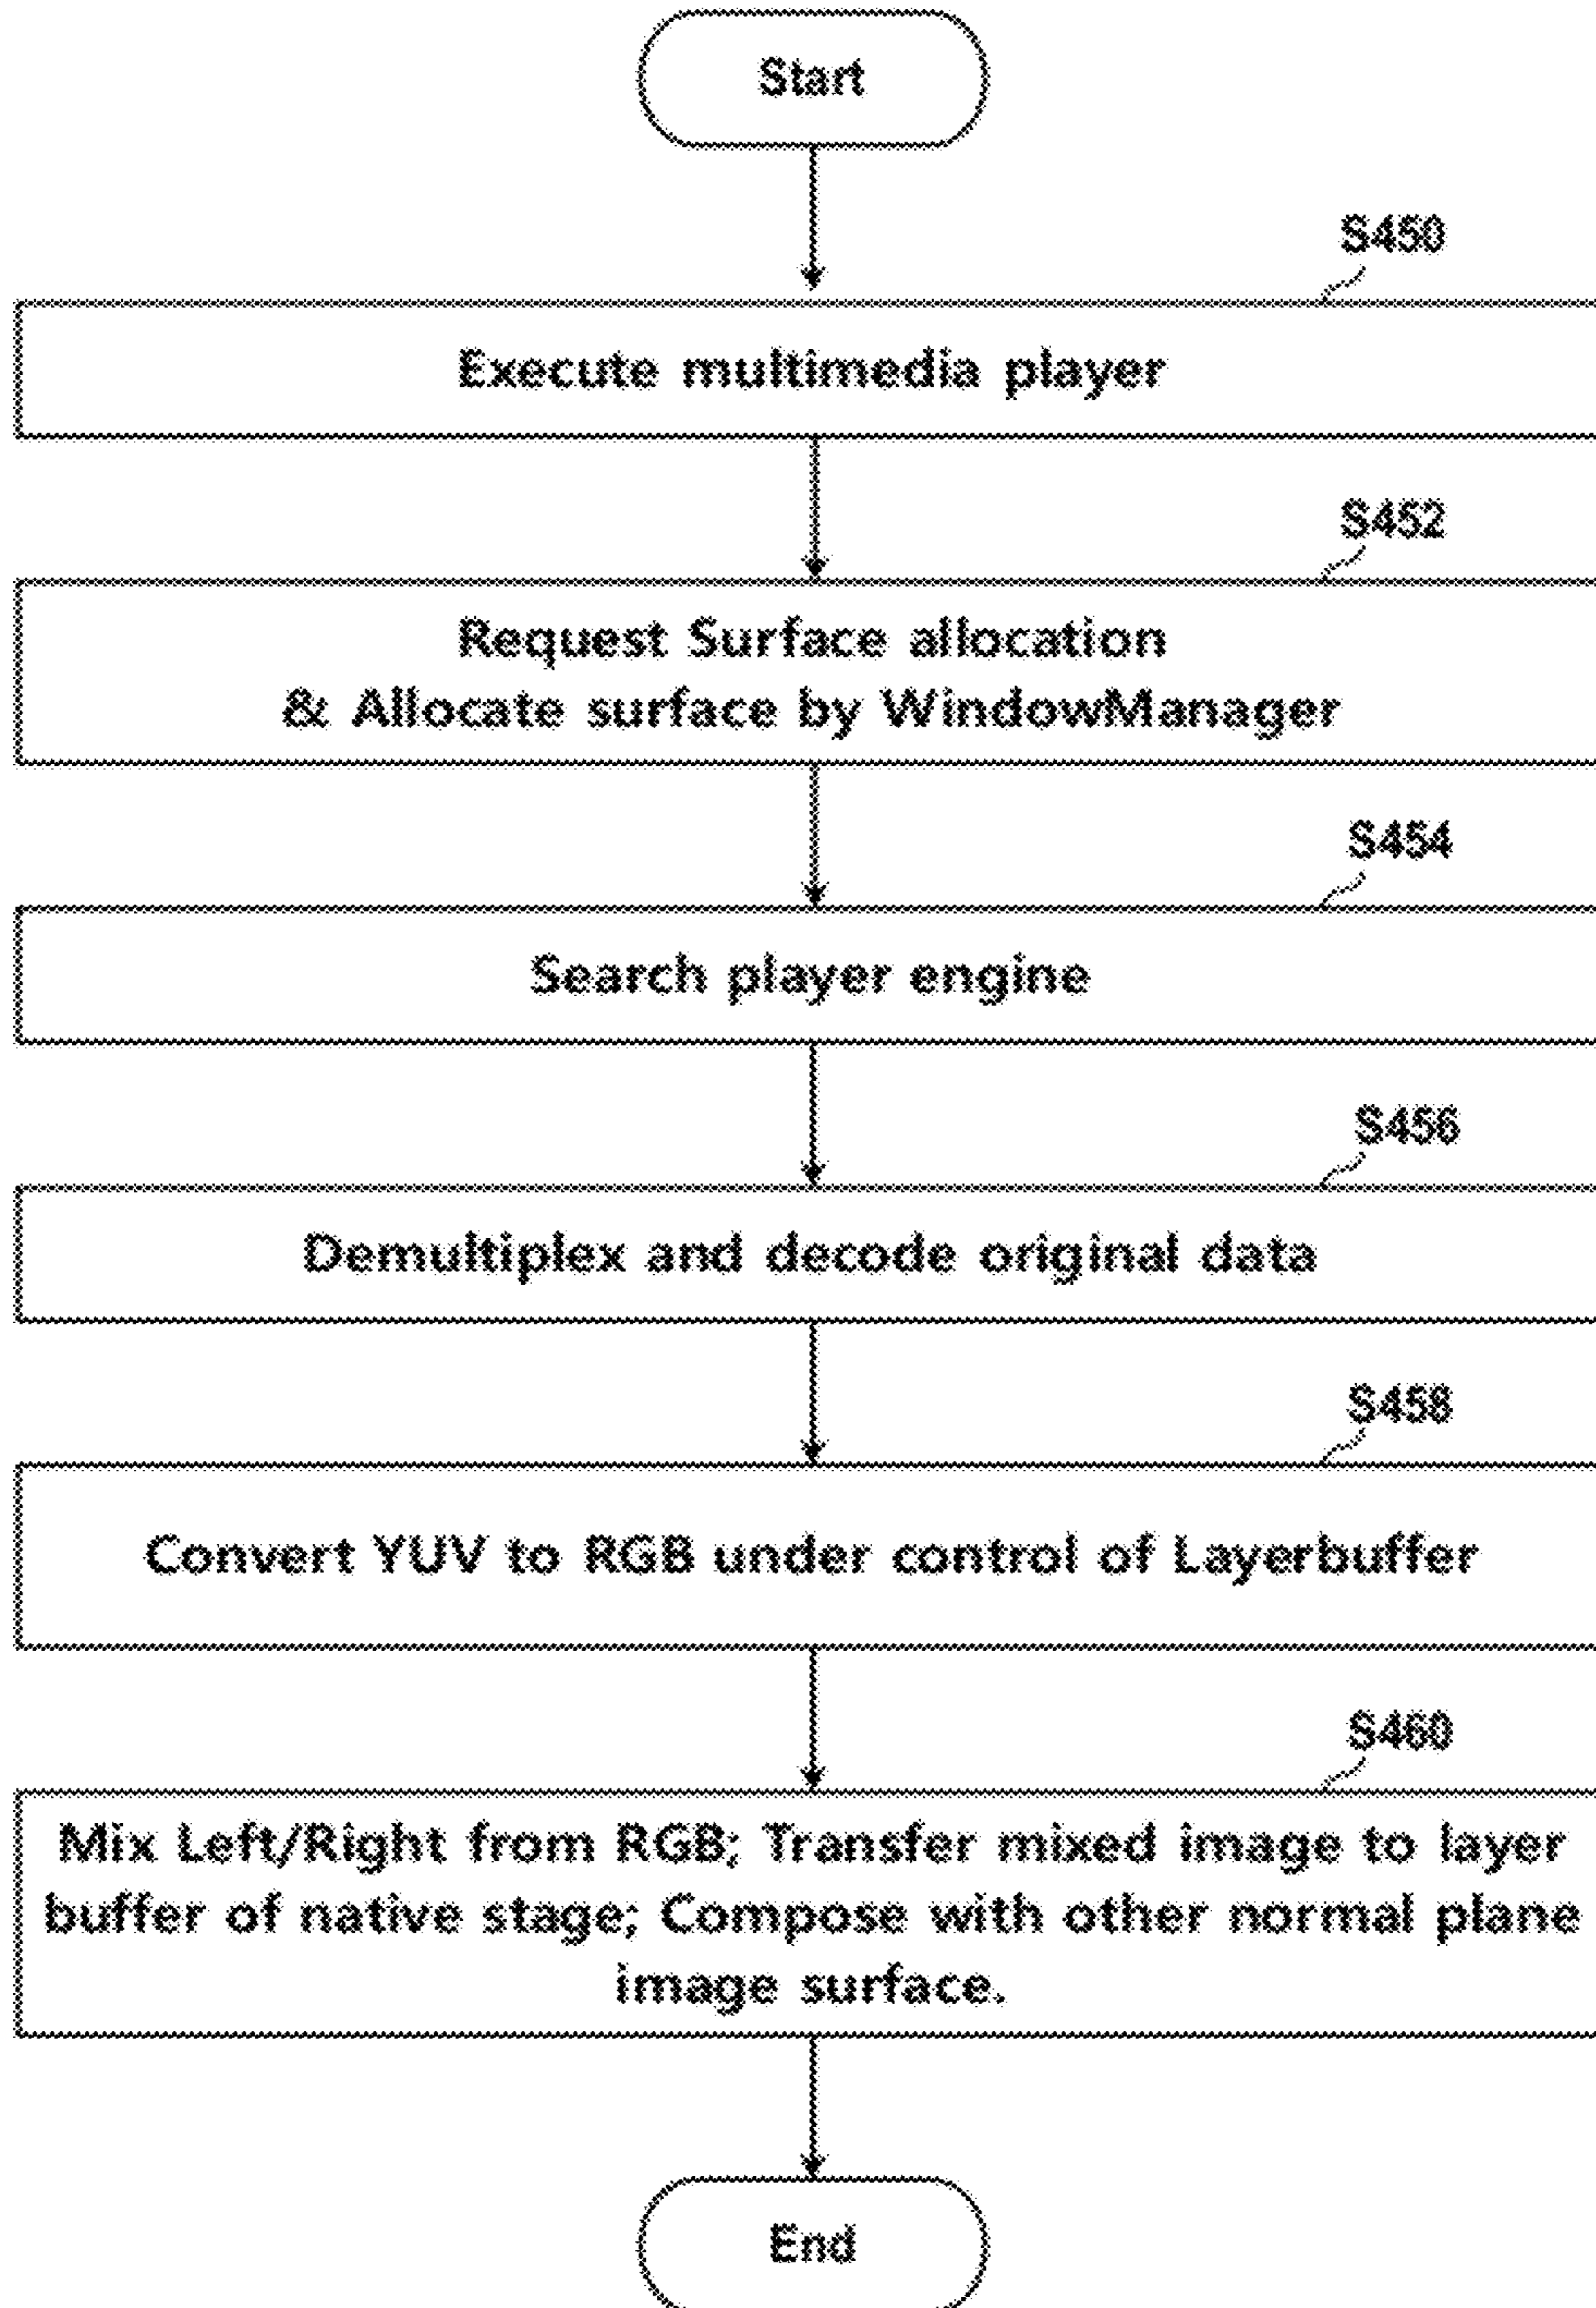 Start
S450
Execute multimedia player
S452
Request Surface allocation
& Allocate surface by WindowManager
S454
Search player engine
S456
Demultiplex and decode original data
S458
Convert YUV to RGB under control of Layerbuffer
S460
Mix Left/Right from RGB; Transfer mixed image to layer
buffer of native stage; Compose with other normal plane
image surface.
End